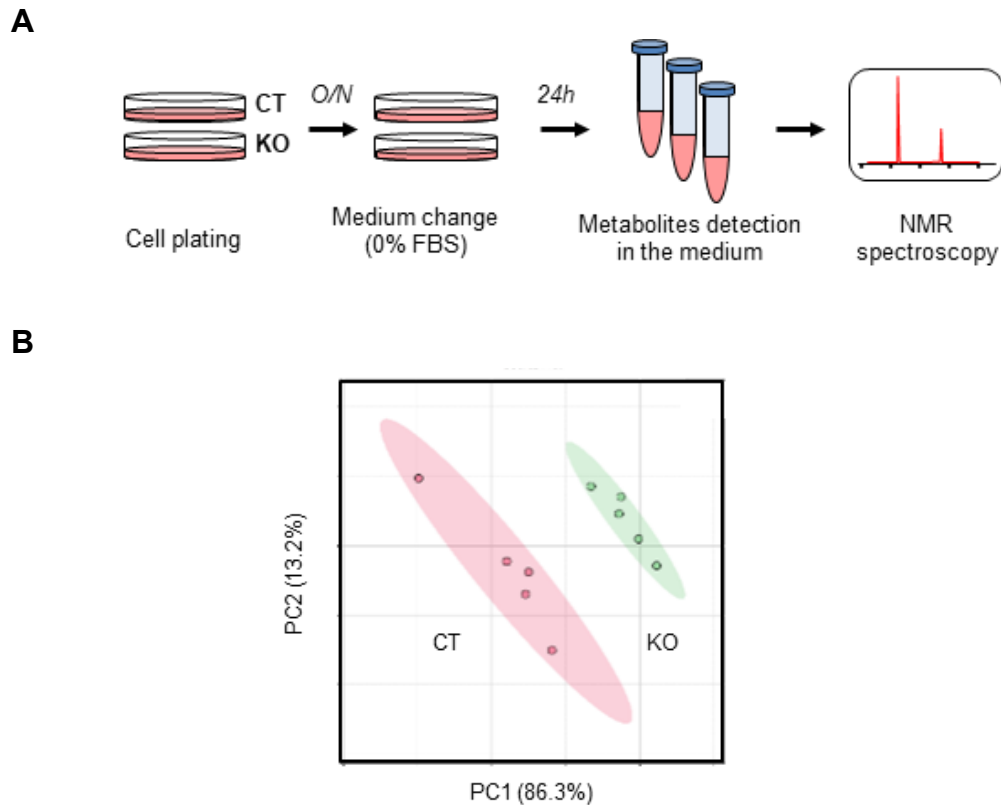 A
O/N
24h
CT
KO
Cell plating
Medium change
(0% FBS)
Metabolites detection
in the medium
NMR
spectroscopy
B
PC2 (13.2%)
CT
KO
PC1 (86.3%)